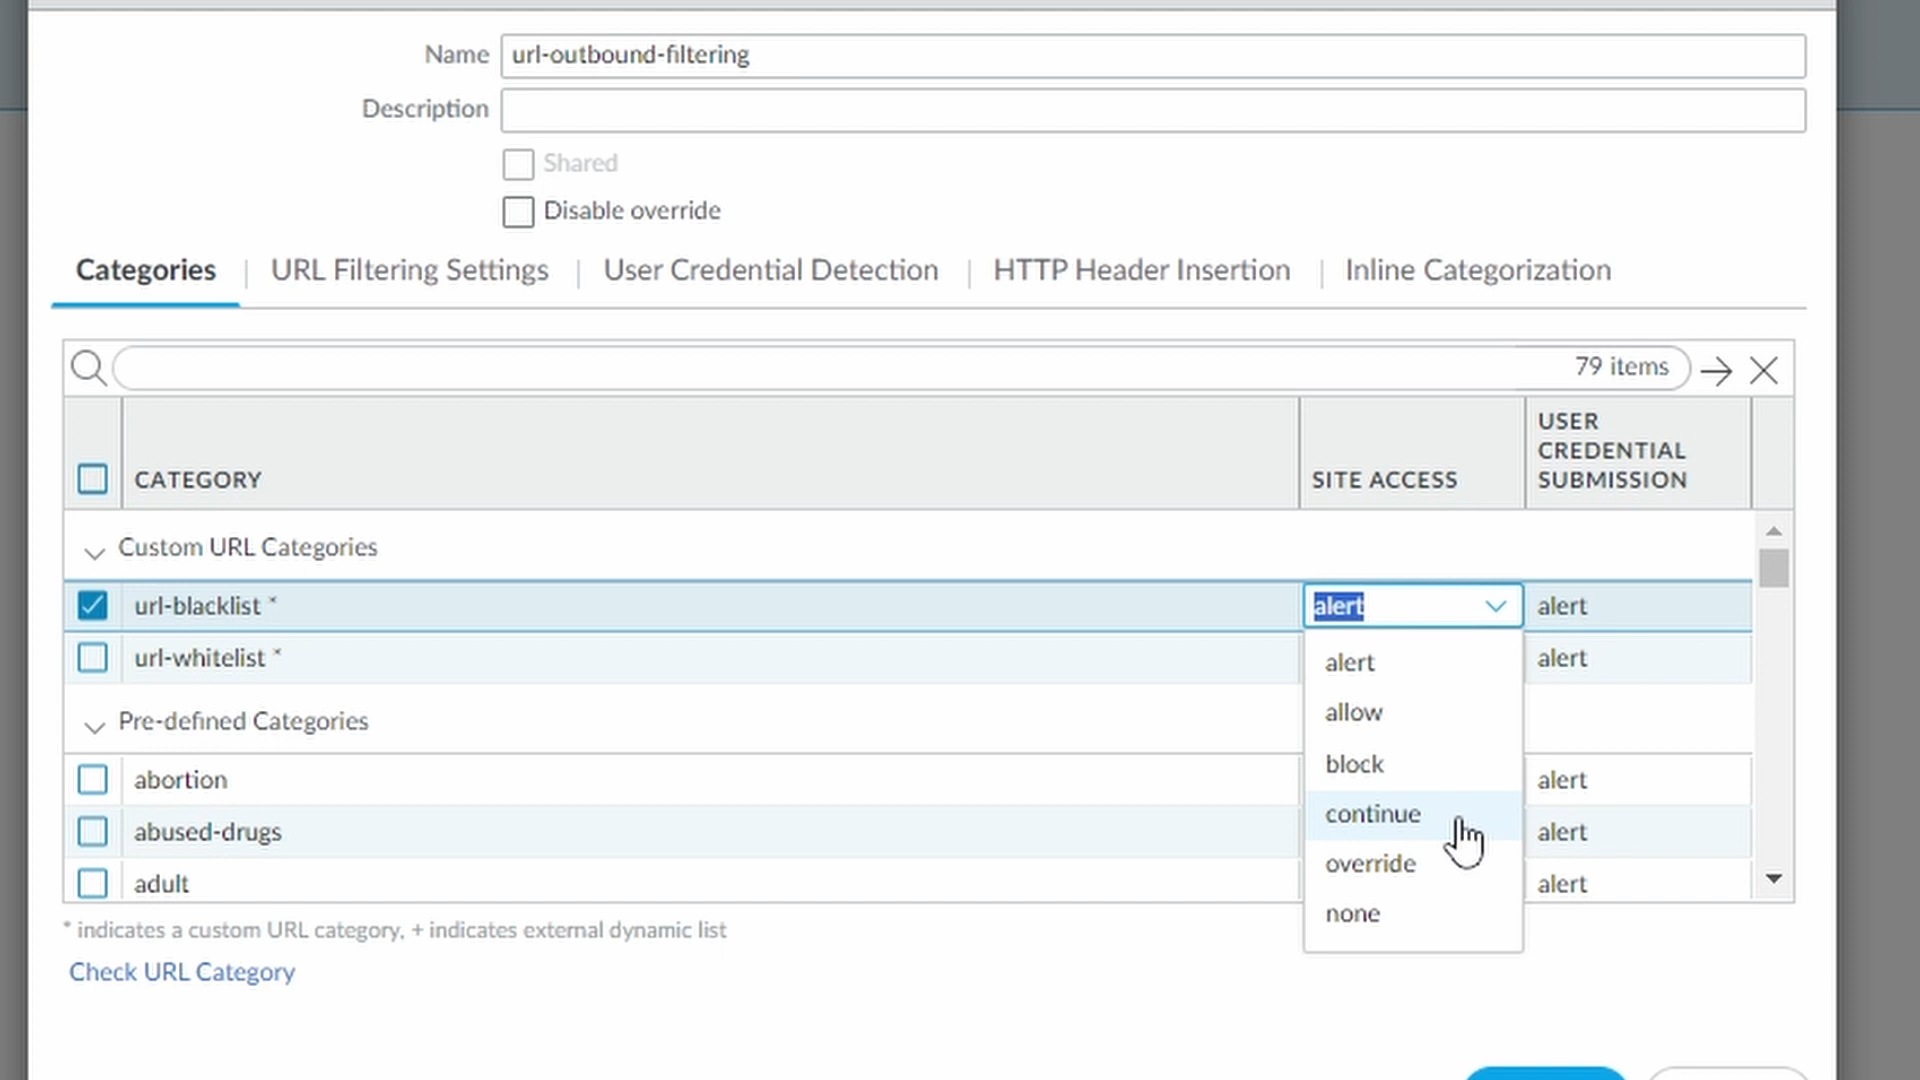 Name url-outbound-filtering
Description
Shared
Disable override
Categories | URL Filtering Settings | User Credential Detection | HTTP Header Insertion | Inline Categorization
79 items
CATEGORY SITE ACCESS USER CREDENTIAL SUBMISSION
Custom URL Categories
url-blacklist * alert alert
url-whitelist * alert
Pre-defined Categories
abortion alert
abused-drugs alert
adult alert
alert
allow
block
continue
override
none
* indicates a custom URL category, + indicates external dynamic list
Check URL Category